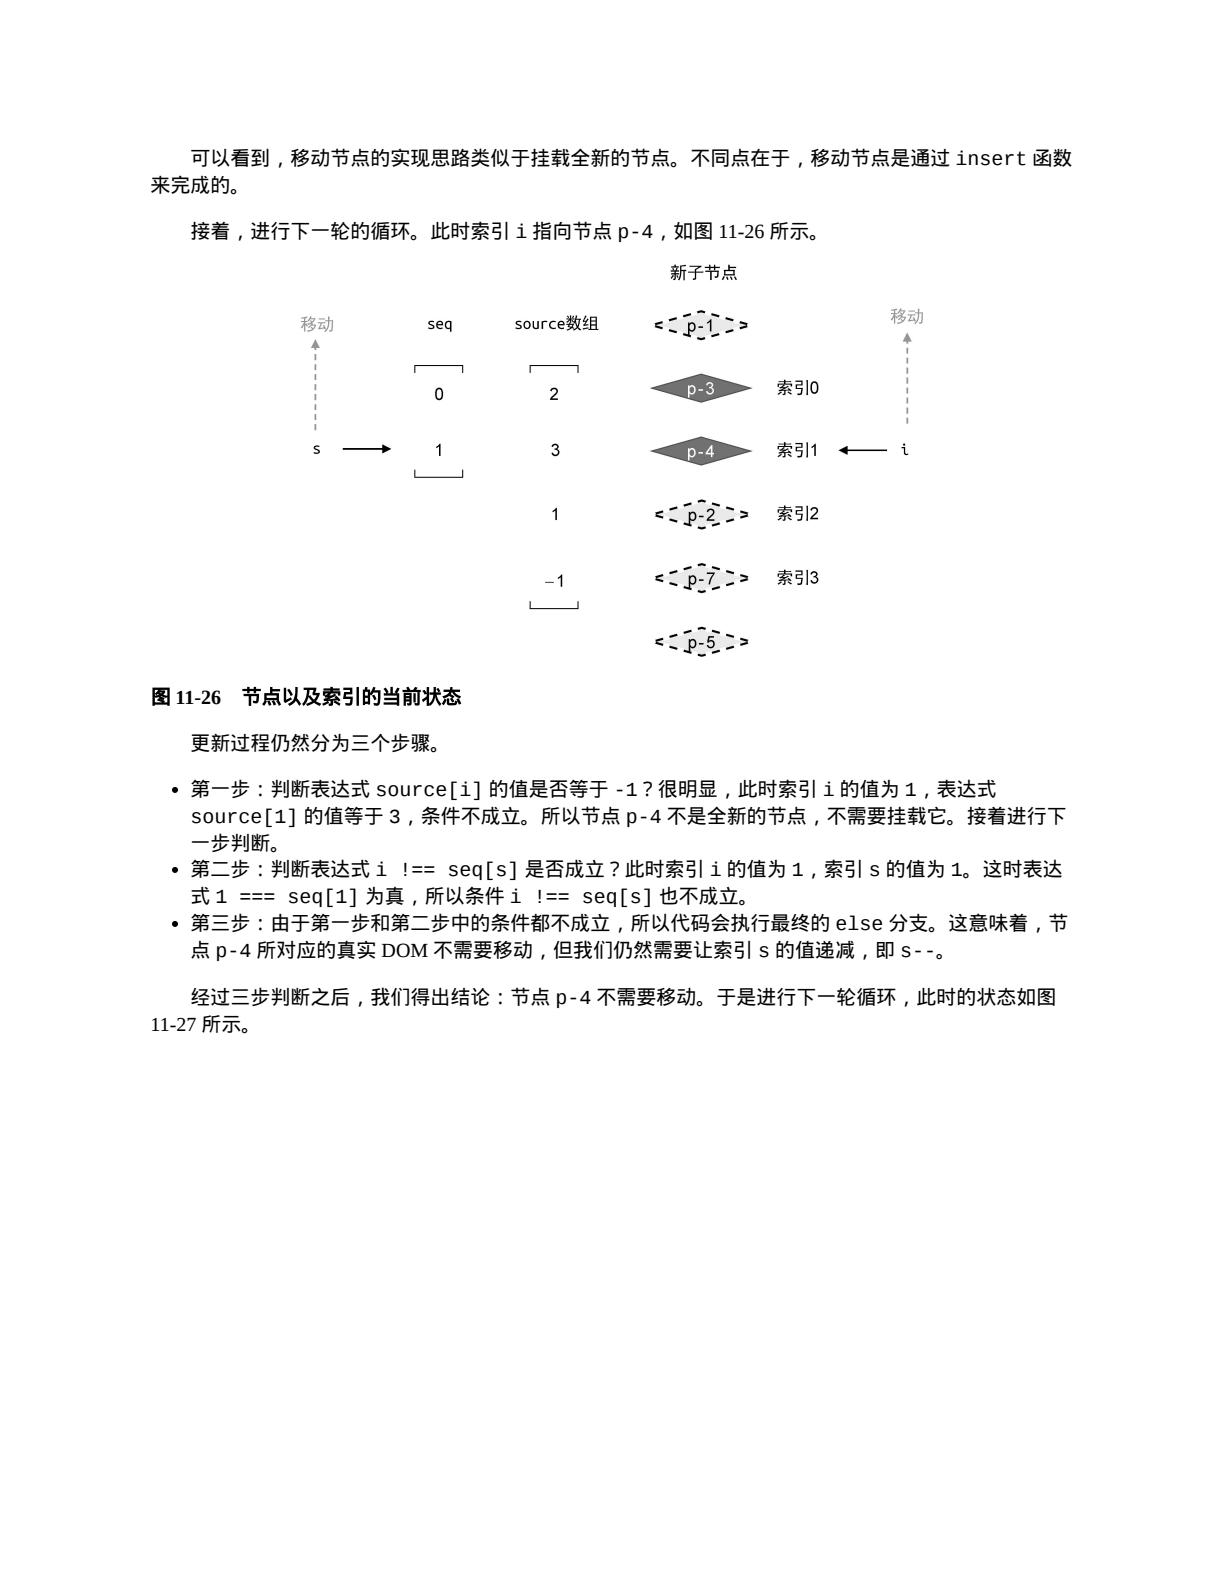 可以看到，移动节点的实现思路类似于挂载全新的节点。不同点在于，移动节点是通过 insert 函数
来完成的。
接着，进行下一轮的循环。此时索引 i 指向节点 p-4，如图 11-26 所示。
新子节点
移动 seq source数组 p-1 移动
0 2 p-3 索引0
s 1 3 p-4 索引1 i
1 p-2 索引2
−1 p-7 索引3
p-5
图 11-26 节点以及索引的当前状态
更新过程仍然分为三个步骤。
• 第一步：判断表达式 source[i] 的值是否等于 -1？很明显，此时索引 i 的值为 1，表达式
source[1] 的值等于 3，条件不成立。所以节点 p-4 不是全新的节点，不需要挂载它。接着进行下
一步判断。
• 第二步：判断表达式 i !== seq[s] 是否成立？此时索引 i 的值为 1，索引 s 的值为 1。这时表达
式 1 === seq[1] 为真，所以条件 i !== seq[s] 也不成立。
• 第三步：由于第一步和第二步中的条件都不成立，所以代码会执行最终的 else 分支。这意味着，节
点 p-4 所对应的真实 DOM 不需要移动，但我们仍然需要让索引 s 的值递减，即 s--。
经过三步判断之后，我们得出结论：节点 p-4 不需要移动。于是进行下一轮循环，此时的状态如图
11-27 所示。